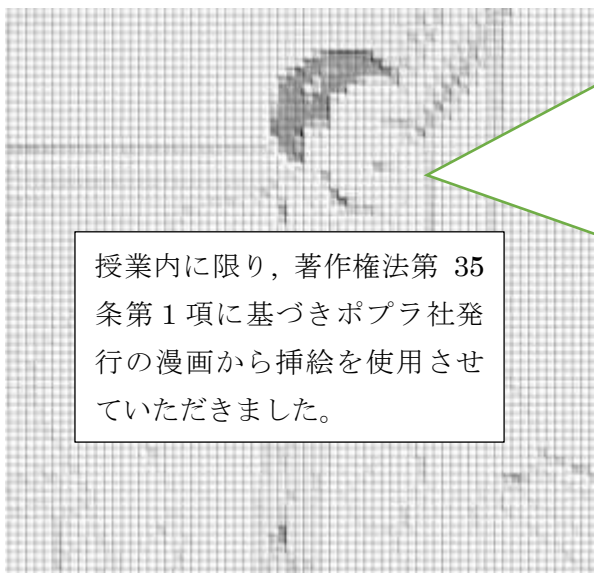 授業内に限り, 著作権法第 35
条第 1 項に基づきポプラ社発
行の漫画から挿絵を使用させ
ていただきました。